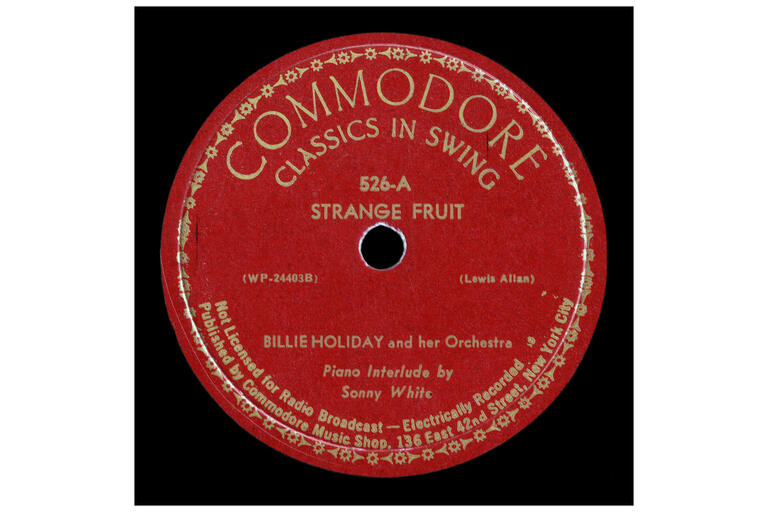 COMMODORE
CLASSICS IN SWING
526-A
STRANGE FRUIT
(WP-24403B)
(Lewis Allan)
BILLIE HOLIDAY and her Orchestra
Piano Interlude by
Sonny White
Not Licensed for Radio Broadcast — Electrically Recorded
Published by Commodore Music Shop, 136 East 42nd Street, New York City